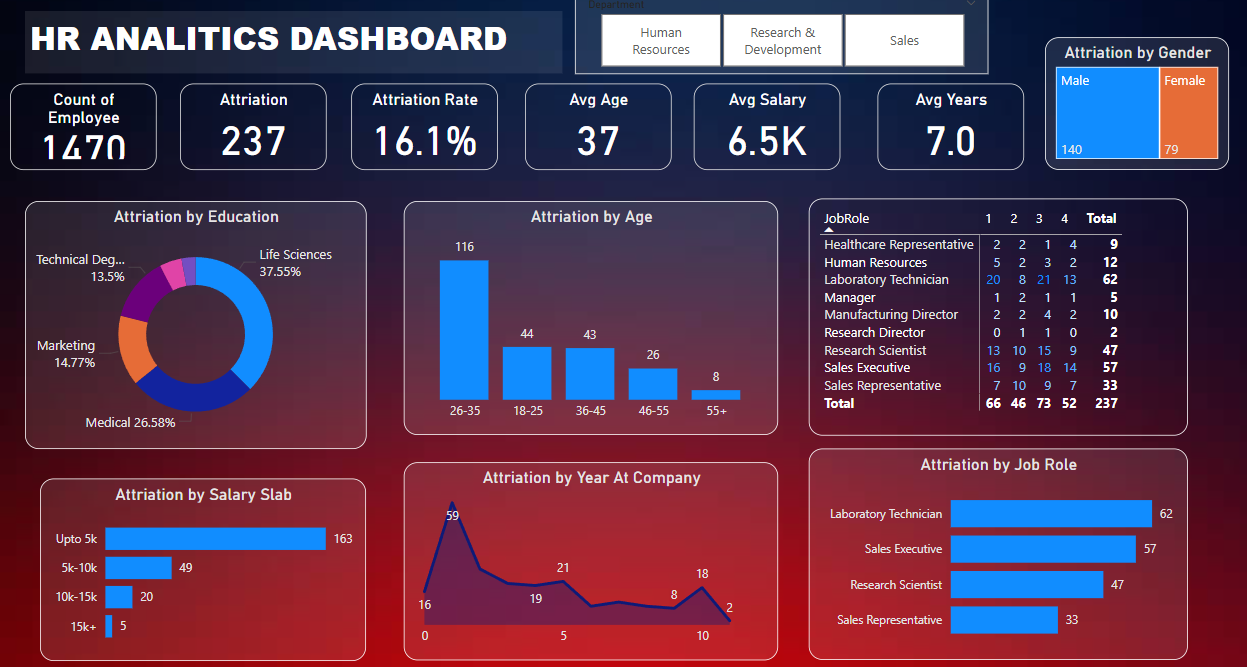 Department
HR ANALITICS DASHBOARD
Human
Resources
Research &
Development
Sales
Attriation by Gender
Male
Female
140
79
Count of
Employee
1470
Attriation
237
Attriation Rate
16.1%
Avg Age
37
Avg Salary
6.5K
Avg Years
7.0
Attriation by Education
Life Sciences
37.55%
Technical Deg...
13.5%
Marketing
14.77%
Medical 26.58%
Attriation by Age
116
44
43
26
8
26-35 18-25 36-45 46-55 55+
JobRole 1 2 3 4 Total
Healthcare Representative 2 2 1 4 9
Human Resources 5 2 3 2 12
Laboratory Technician 20 8 21 13 62
Manager 1 2 1 1 5
Manufacturing Director 2 2 4 2 10
Research Director 0 1 1 0 2
Research Scientist 13 10 15 9 47
Sales Executive 16 9 18 14 57
Sales Representative 7 10 9 7 33
Total 66 46 73 52 237
Attriation by Salary Slab
Upto 5k 163
5k-10k 49
10k-15k 20
15k+ 5
Attriation by Year At Company
59
16
19
21
8
18
2
0 5 10
Attriation by Job Role
Laboratory Technician 62
Sales Executive 57
Research Scientist 47
Sales Representative 33